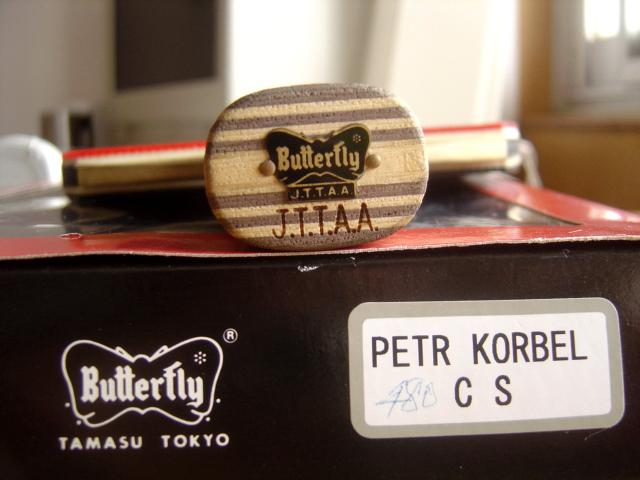 Butterfly
J.T.T.A.A
J.T.T.A.A.
Butterfly ®
TAMASU TOKYO
PETR KORBEL
C S